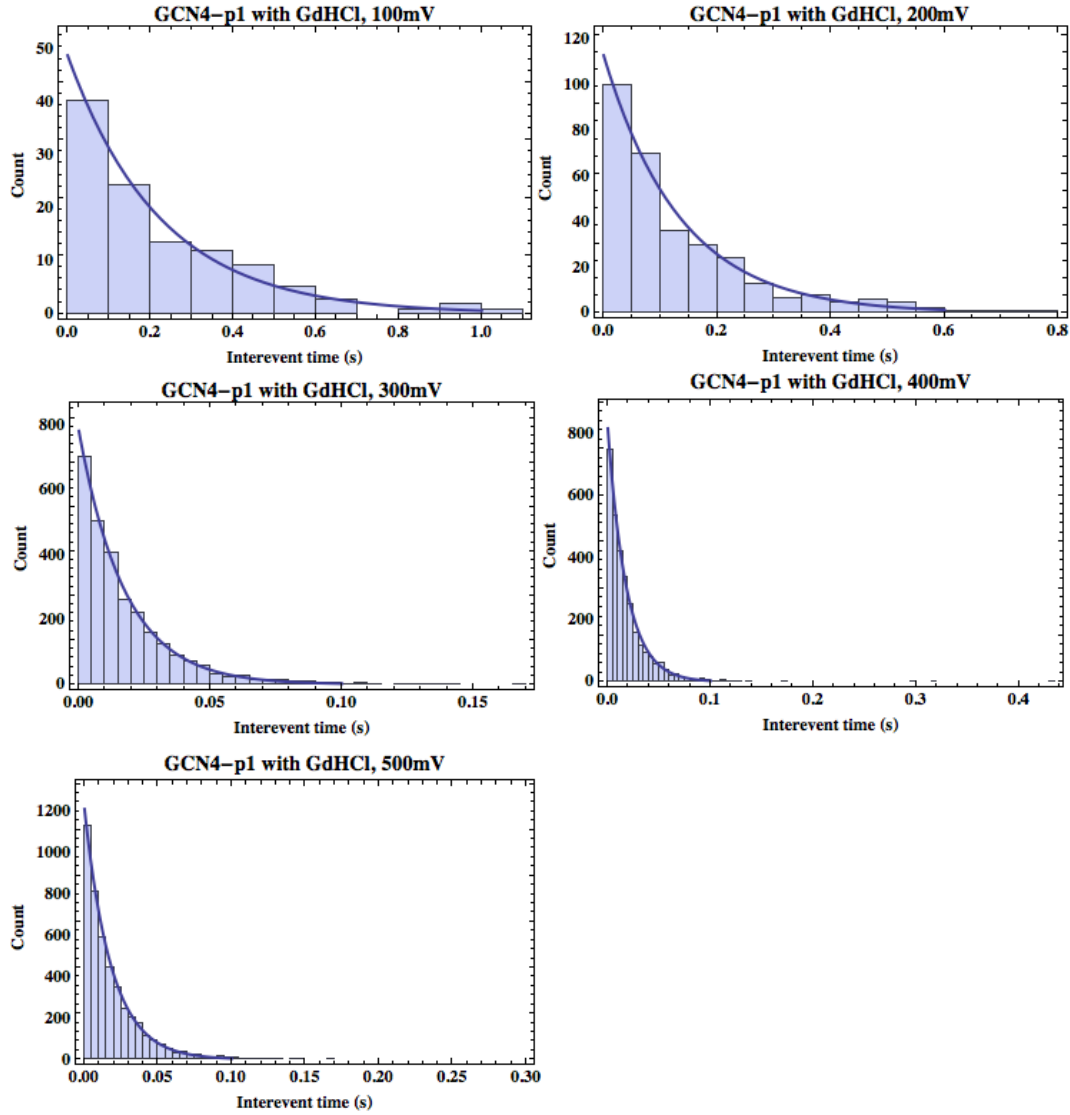 GCN4−p1 with GdHCl, 100mV
50
40
30
20
10
0
Count
0.0 0.2 0.4 0.6 0.8 1.0
Interevent time (s)
GCN4−p1 with GdHCl, 200mV
120
100
80
60
40
20
0
Count
0.0 0.2 0.4 0.6 0.8
Interevent time (s)
GCN4−p1 with GdHCl, 300mV
800
600
400
200
0
Count
0.00 0.05 0.10 0.15
Interevent time (s)
GCN4−p1 with GdHCl, 400mV
800
600
400
200
0
Count
0.0 0.1 0.2 0.3 0.4
Interevent time (s)
GCN4−p1 with GdHCl, 500mV
1200
1000
800
600
400
200
0
Count
0.00 0.05 0.10 0.15 0.20 0.25 0.30
Interevent time (s)